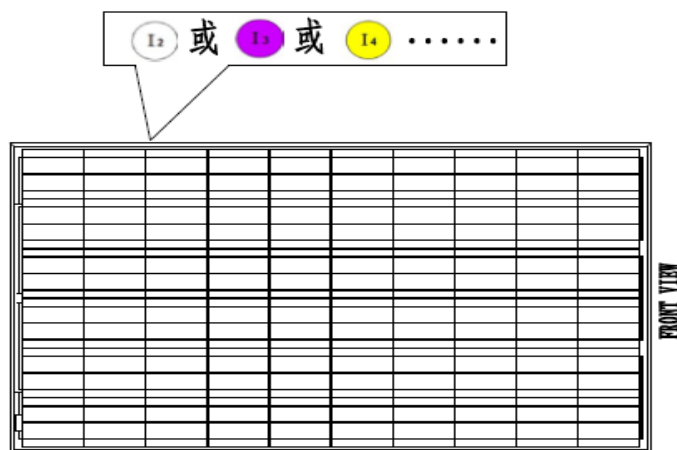 I₂ 或 I₃ 或 I₄ ······
FRONT VIEW